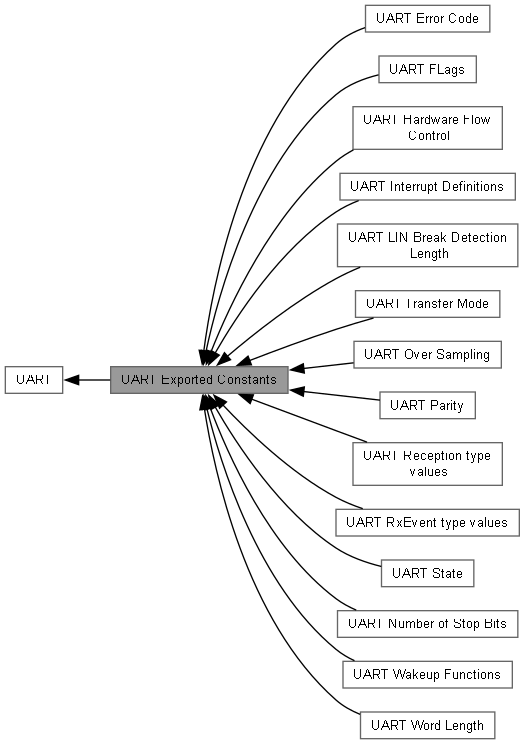 UART Error Code
UART FLags
UART Hardware Flow
Control
UART Interrupt Definitions
UART LIN Break Detection
Length
UART Transfer Mode
UART Over Sampling
UART
UART Exported Constants
UART Parity
UART Reception type
values
UART RxEvent type values
UART State
UART Number of Stop Bits
UART Wakeup Functions
UART Word Length